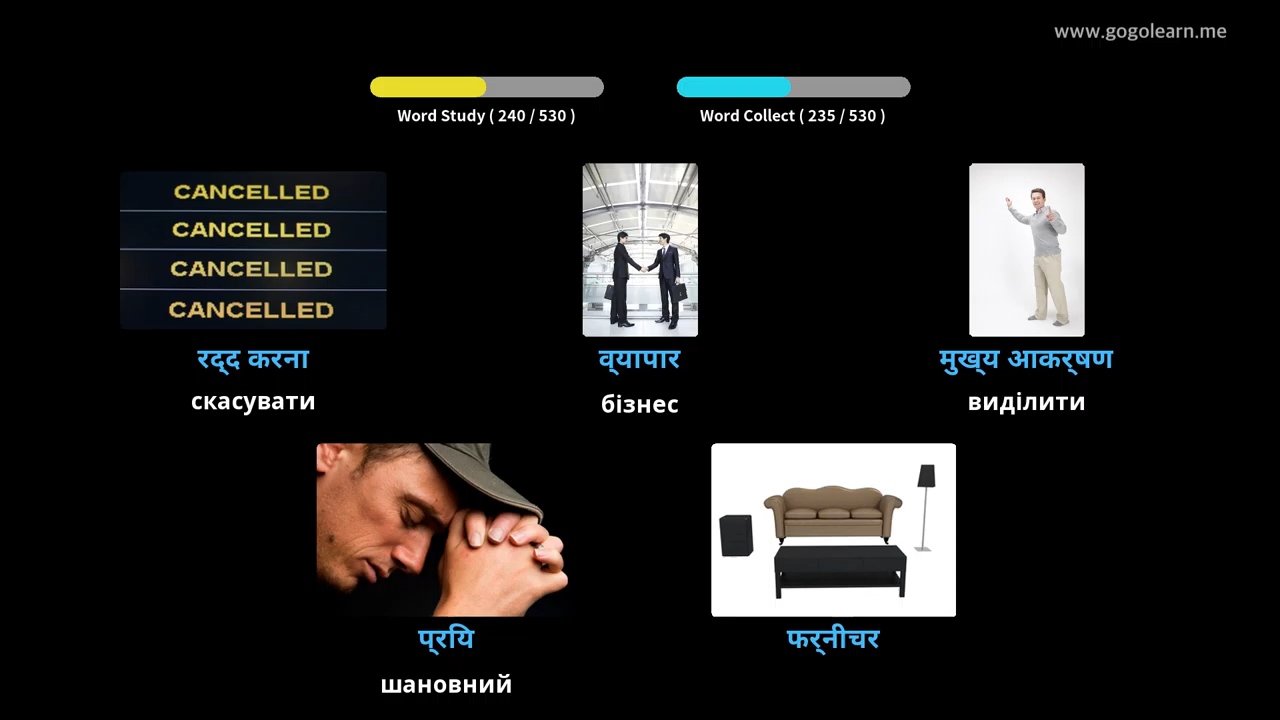 www.gogolearn.me
Word Study ( 240 / 530 )
Word Collect ( 235 / 530 )
CANCELLED
CANCELLED
CANCELLED
CANCELLED
रद्द करना
व्यापार
मुख्य आकर्षण
скасувати
бізнес
виділити
प्रिय
फर्नीचर
шановний